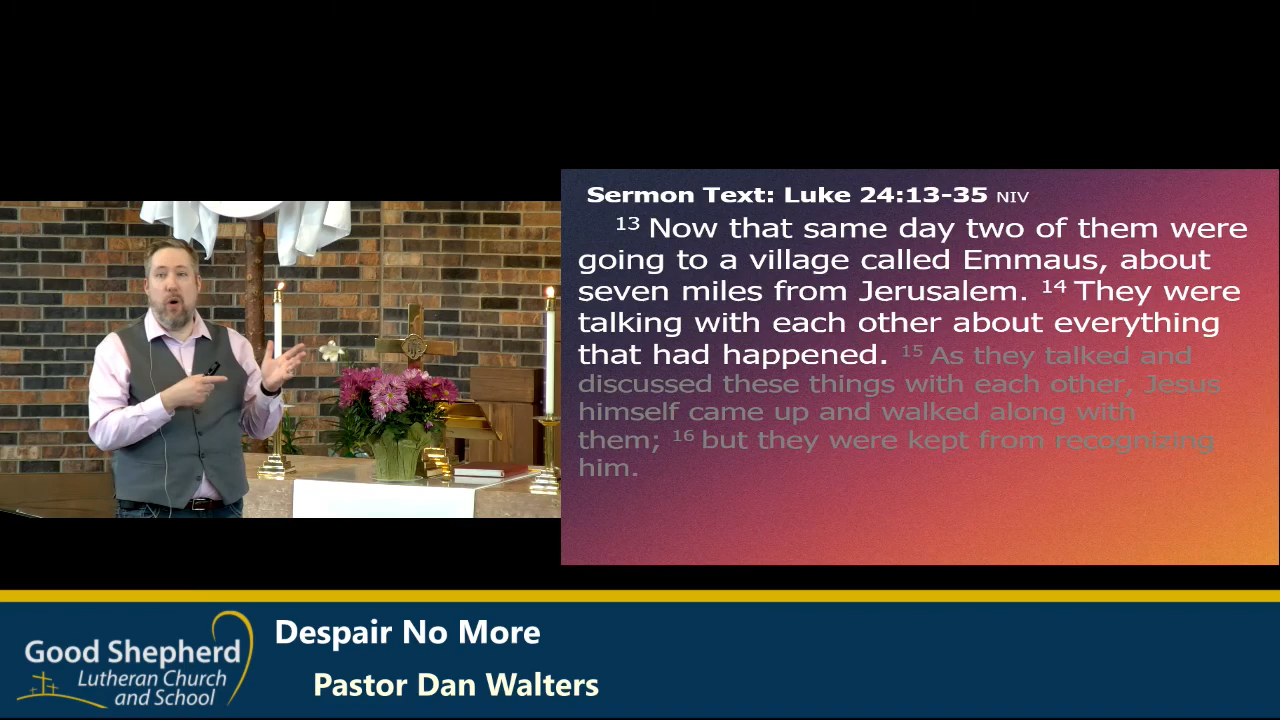 Sermon Text: Luke 24:13-35 NIV
13 Now that same day two of them were
going to a village called Emmaus, about
seven miles from Jerusalem. 14 They were
talking with each other about everything
that had happened. 15 As they talked and
discussed these things with each other, Jesus
himself came up and walked along with
them; 16 but they were kept from recognizing
him.
Good Shepherd
Lutheran Church
and School
Despair No More
Pastor Dan Walters